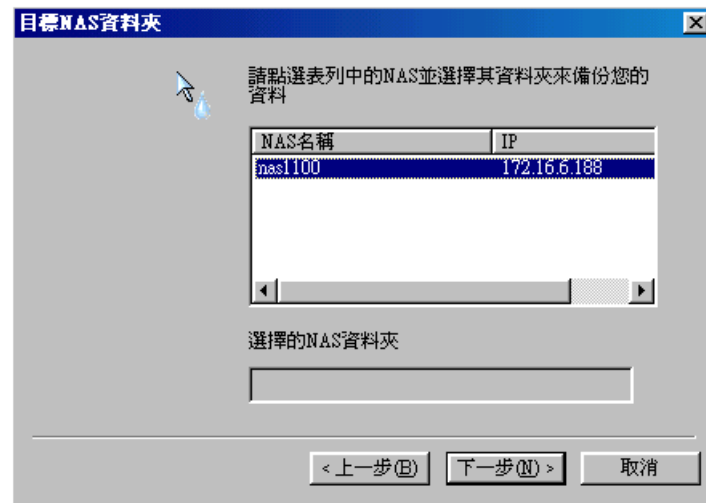 目標NAS資料夾
請點選表列中的NAS並選擇其資料夾來備份您的
資料
NAS名稱 IP
nas1100 172.16.6.188
選擇的NAS資料夾
<上一步(B) 下一步(N)> 取消